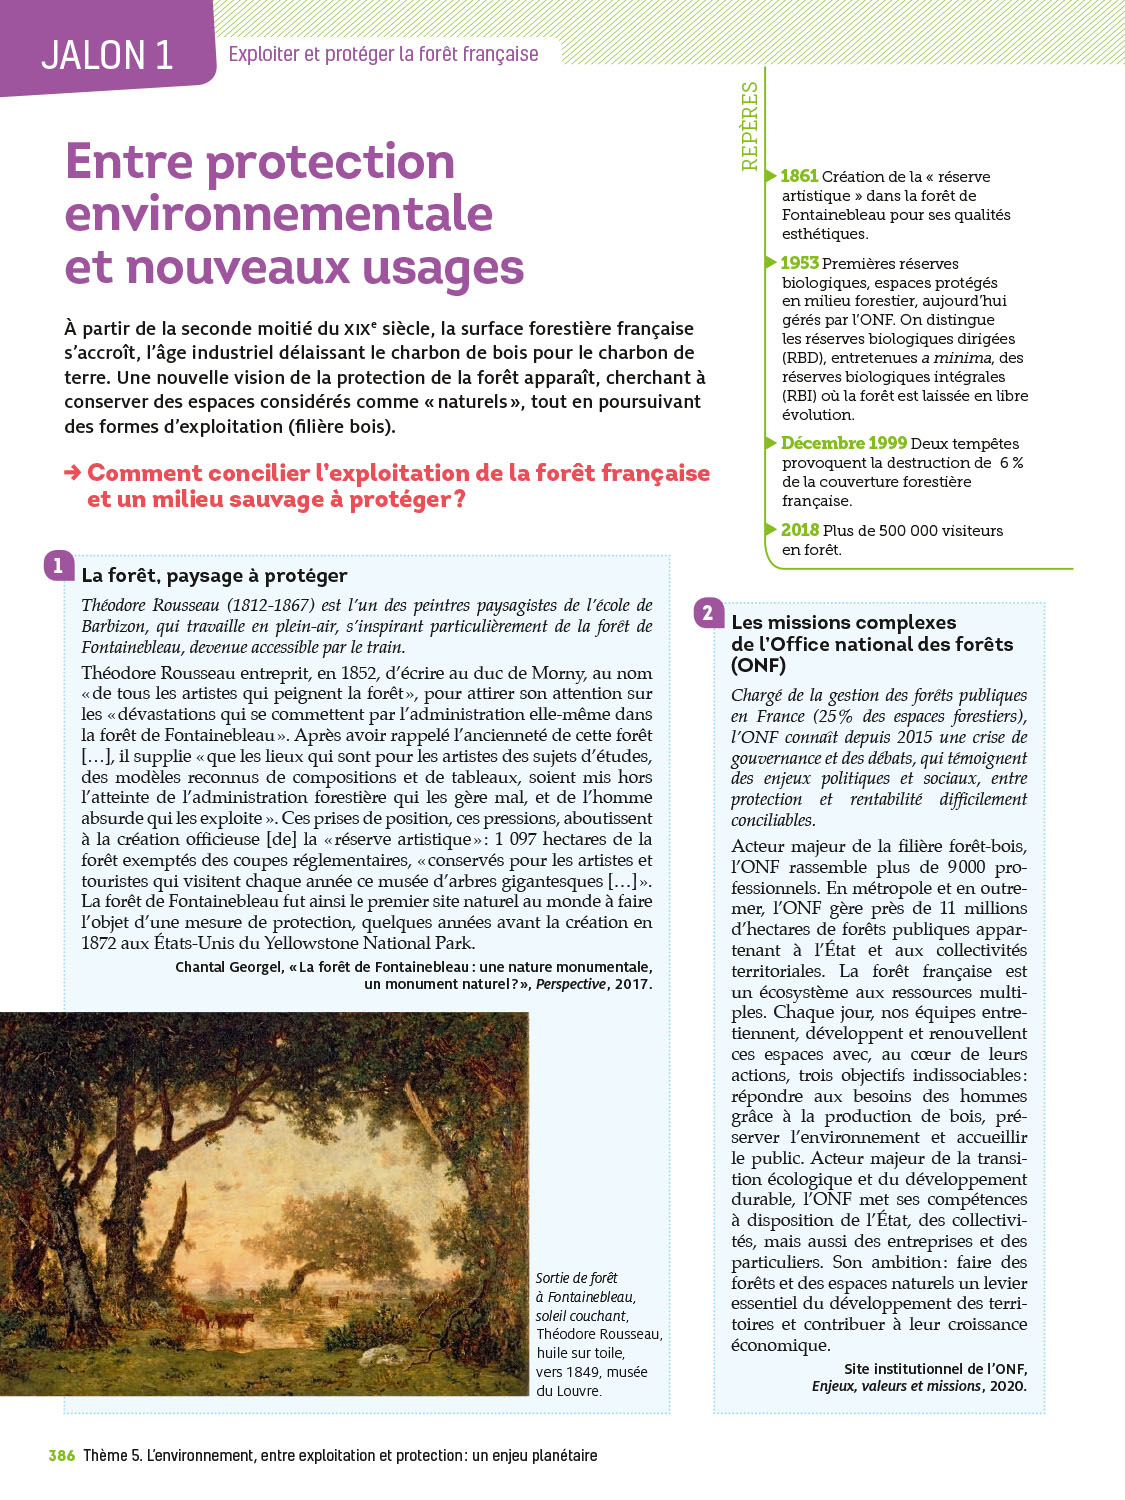 JALON 1
Exploiter et protéger la forêt française
Entre protection
environnementale
et nouveaux usages
À partir de la seconde moitié du XIXe siècle, la surface forestière française
s’accroît, l’âge industriel délaissant le charbon de bois pour le charbon de
terre. Une nouvelle vision de la protection de la forêt apparaît, cherchant à
conserver des espaces considérés comme « naturels », tout en poursuivant
des formes d’exploitation (filière bois).
→ Comment concilier l’exploitation de la forêt française
et un milieu sauvage à protéger ?
REPÈRES
1861 Création de la « réserve
artistique » dans la forêt de
Fontainebleau pour ses qualités
esthétiques.
1953 Premières réserves
biologiques, espaces protégés
en milieu forestier, aujourd’hui
gérés par l’ONF. On distingue
les réserves biologiques dirigées
(RBD), entretenues a minima, des
réserves biologiques intégrales
(RBI) où la forêt est laissée en libre
évolution.
Décembre 1999 Deux tempêtes
provoquent la destruction de 6 %
de la couverture forestière
française.
2018 Plus de 500 000 visiteurs
en forêt.
1
La forêt, paysage à protéger
Théodore Rousseau (1812-1867) est l’un des peintres paysagistes de l’école de
Barbizon, qui travaille en plein-air, s’inspirant particulièrement de la forêt de
Fontainebleau, devenue accessible par le train.
Théodore Rousseau entreprit, en 1852, d’écrire au duc de Morny, au nom
« de tous les artistes qui peignent la forêt », pour attirer son attention sur
les « dévastations qui se commettent par l’administration elle-même dans
la forêt de Fontainebleau ». Après avoir rappelé l’ancienneté de cette forêt
[…], il supplie « que les lieux qui sont pour les artistes des sujets d’études,
des modèles reconnus de compositions et de tableaux, soient mis hors
l’atteinte de l’administration forestière qui les gère mal, et de l’homme
absurde qui les exploite ». Ces prises de position, ces pressions, aboutissent
à la création officieuse [de] la « réserve artistique » : 1 097 hectares de la
forêt exemptés des coupes réglementaires, « conservés pour les artistes et
touristes qui visitent chaque année ce musée d’arbres gigantesques […] ».
La forêt de Fontainebleau fut ainsi le premier site naturel au monde à faire
l’objet d’une mesure de protection, quelques années avant la création en
1872 aux États-Unis du Yellowstone National Park.
Chantal Georgel, « La forêt de Fontainebleau : une nature monumentale,
un monument naturel ? », Perspective, 2017.
Sortie de forêt
à Fontainebleau,
soleil couchant,
Théodore Rousseau,
huile sur toile,
vers 1849, musée
du Louvre.
2
Les missions complexes
de l’Office national des forêts
(ONF)
Chargé de la gestion des forêts publiques
en France (25 % des espaces forestiers),
l’ONF connaît depuis 2015 une crise de
gouvernance et des débats, qui témoignent
des enjeux politiques et sociaux, entre
protection et rentabilité difficilement
conciliables.
Acteur majeur de la filière forêt-bois,
l’ONF rassemble plus de 9 000 pro-
fessionnels. En métropole et en outre-
mer, l’ONF gère près de 11 millions
d’hectares de forêts publiques appar-
tenant à l’État et aux collectivités
territoriales. La forêt française est
un écosystème aux ressources multi-
ples. Chaque jour, nos équipes entre-
tiennent, développent et renouvellent
ces espaces avec, au cœur de leurs
actions, trois objectifs indissociables :
répondre aux besoins des hommes
grâce à la production de bois, pré-
server l’environnement et accueillir
le public. Acteur majeur de la transi-
tion écologique et du développement
durable, l’ONF met ses compétences
à disposition de l’État, des collectivi-
tés, mais aussi des entreprises et des
particuliers. Son ambition : faire des
forêts et des espaces naturels un levier
essentiel du développement des terri-
toires et contribuer à leur croissance
économique.
Site institutionnel de l’ONF,
Enjeux, valeurs et missions, 2020.
386 Thème 5. L’environnement, entre exploitation et protection : un enjeu planétaire